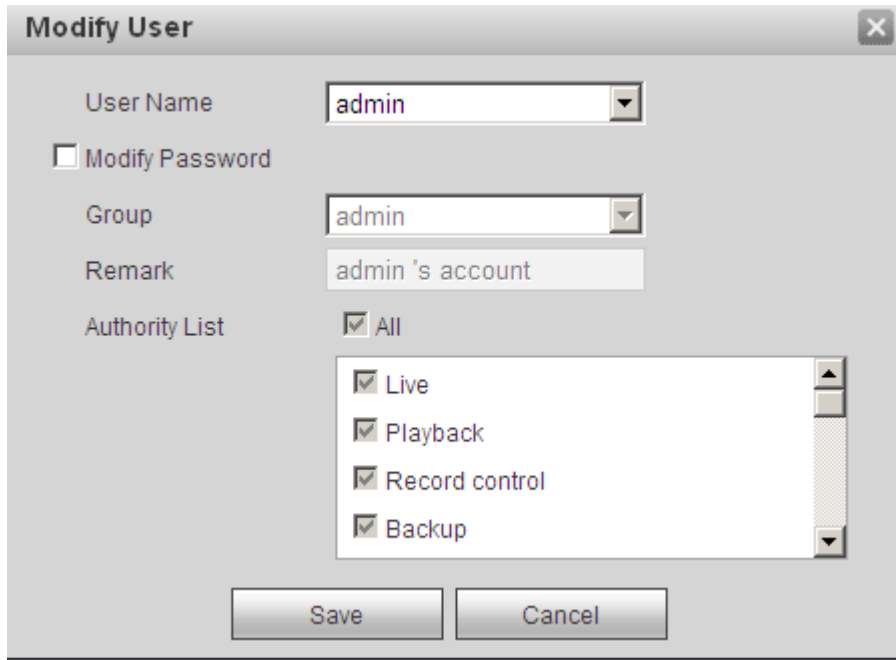 Modify User
User Name admin
Modify Password
Group admin
Remark admin 's account
Authority List All
Live
Playback
Record control
Backup
Save Cancel